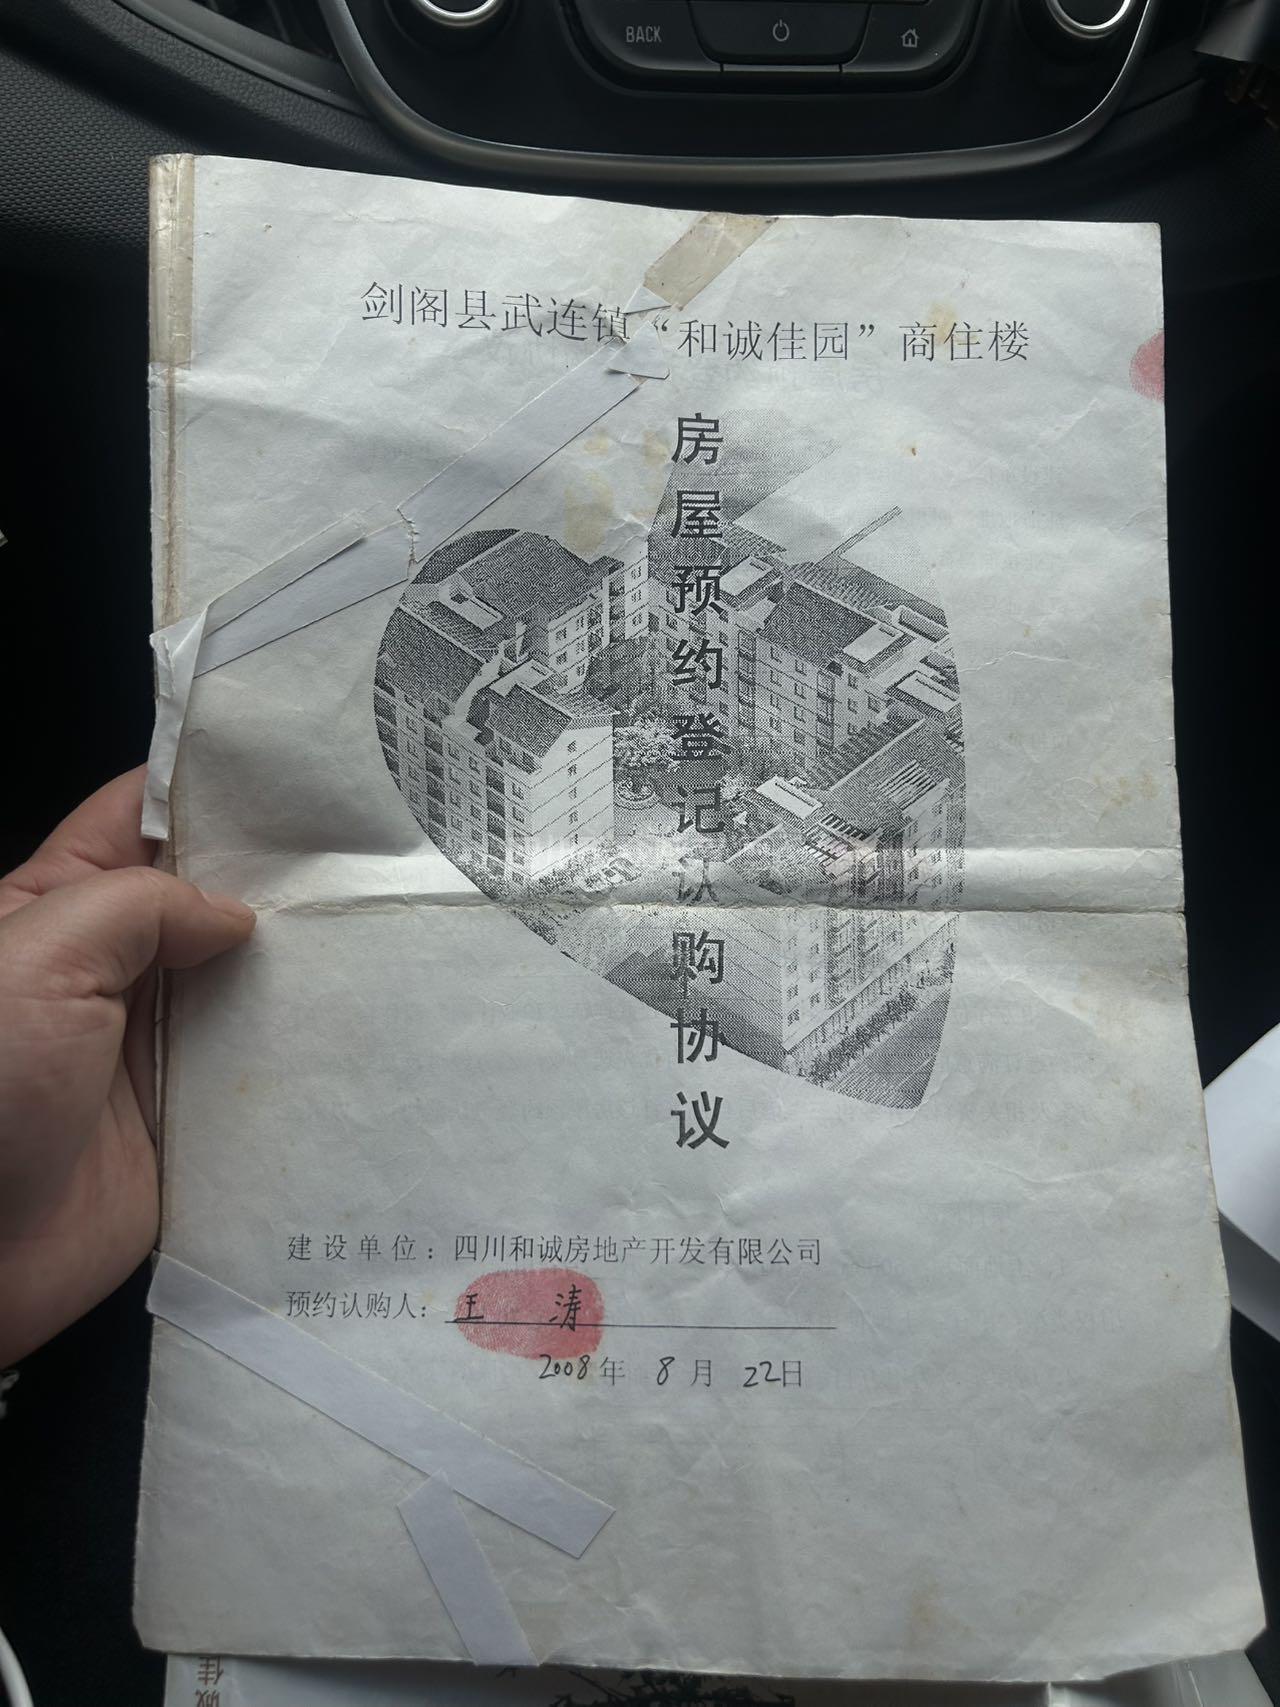 BACK
剑阁县武连镇“和诚佳园”商住楼
房屋预约登记认购协议
建设单位：四川和诚房地产开发有限公司
预约认购人：王 涛
2008年 8月 22日
诚佳